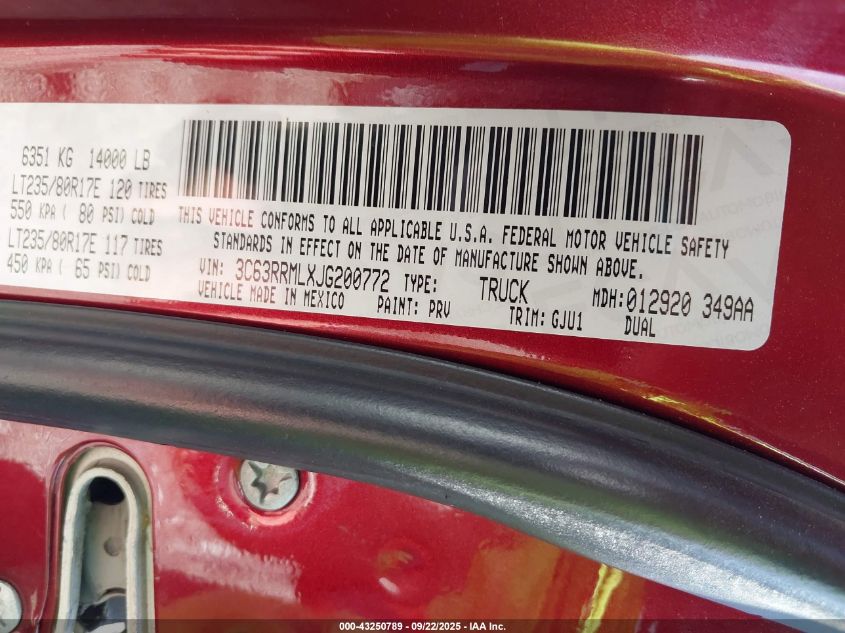 6351 KG 14000 LB
LT235/80R17E 120 TIRES
550 KPA ( 80 PSI) COLD
LT235/80R17E 117 TIRES
450 KPA ( 65 PSI) COLD
THIS VEHICLE CONFORMS TO ALL APPLICABLE U.S.A. FEDERAL MOTOR VEHICLE SAFETY
STANDARDS IN EFFECT ON THE DATE OF MANUFACTURE SHOWN ABOVE.
VIN: 3C63RRMLXJG200772 TYPE: TRUCK MDH:012920 349AA
VEHICLE MADE IN MEXICO PAINT: PRV TRIM: GJU1 DUAL
000-43250789 - 09/22/2025 - IAA Inc.